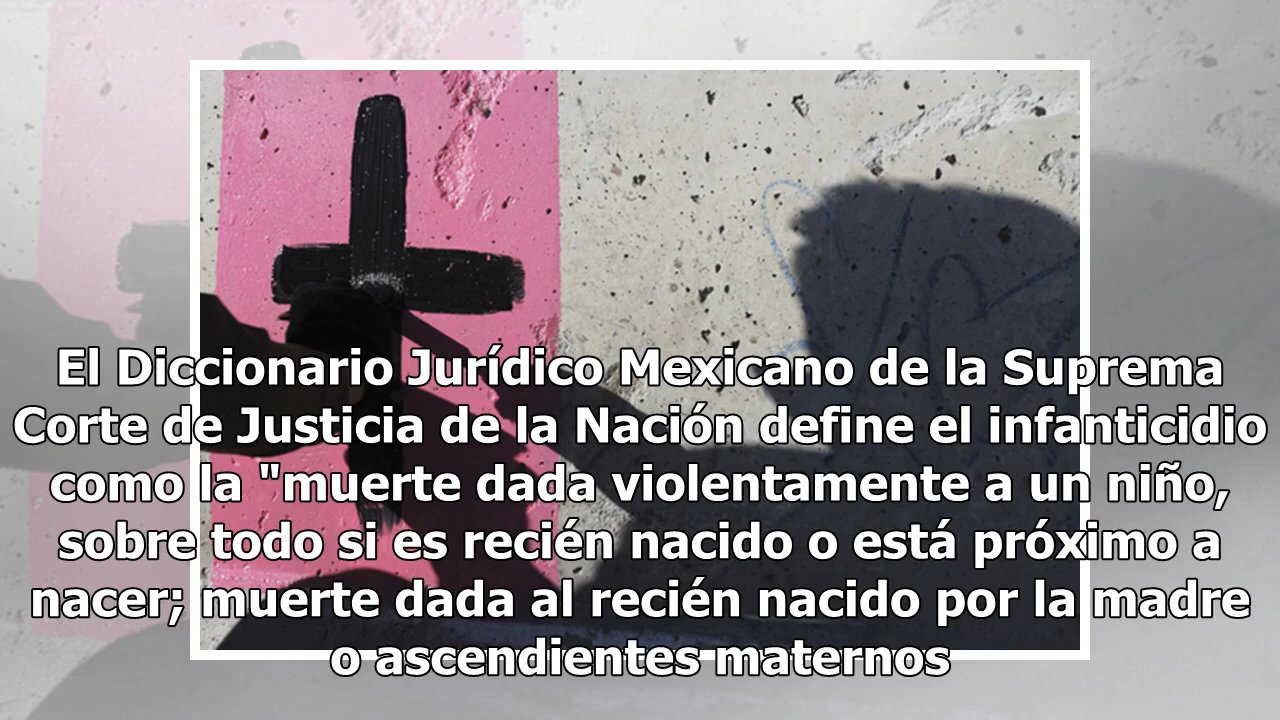 El Diccionario Jurídico Mexicano de la Suprema
Corte de Justicia de la Nación define el infanticidio
como la "muerte dada violentamente a un niño,
sobre todo si es recién nacido o está próximo a
nacer; muerte dada al recién nacido por la madre
o ascendientes maternos